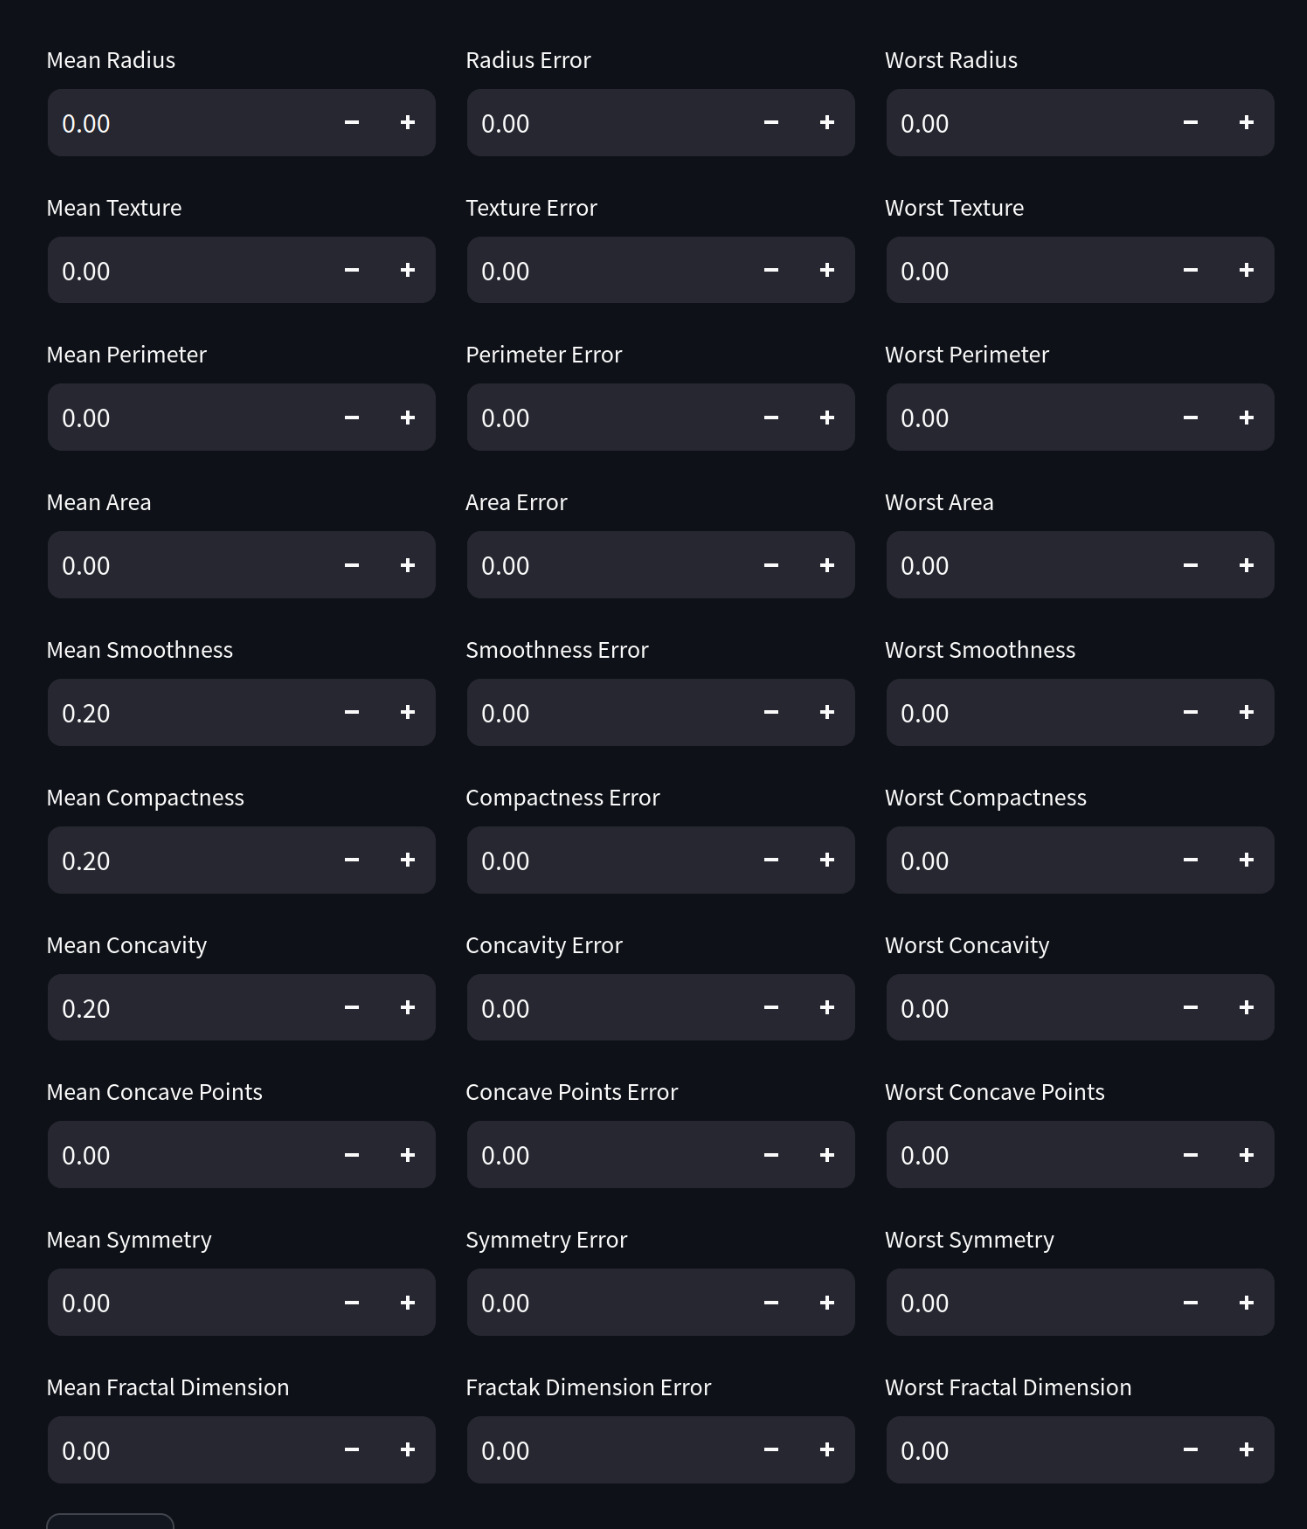 Mean Radius Radius Error Worst Radius
0.00 − + 0.00 − + 0.00 − +
Mean Texture Texture Error Worst Texture
0.00 − + 0.00 − + 0.00 − +
Mean Perimeter Perimeter Error Worst Perimeter
0.00 − + 0.00 − + 0.00 − +
Mean Area Area Error Worst Area
0.00 − + 0.00 − + 0.00 − +
Mean Smoothness Smoothness Error Worst Smoothness
0.20 − + 0.00 − + 0.00 − +
Mean Compactness Compactness Error Worst Compactness
0.20 − + 0.00 − + 0.00 − +
Mean Concavity Concavity Error Worst Concavity
0.20 − + 0.00 − + 0.00 − +
Mean Concave Points Concave Points Error Worst Concave Points
0.00 − + 0.00 − + 0.00 − +
Mean Symmetry Symmetry Error Worst Symmetry
0.00 − + 0.00 − + 0.00 − +
Mean Fractal Dimension Fractak Dimension Error Worst Fractal Dimension
0.00 − + 0.00 − + 0.00 − +